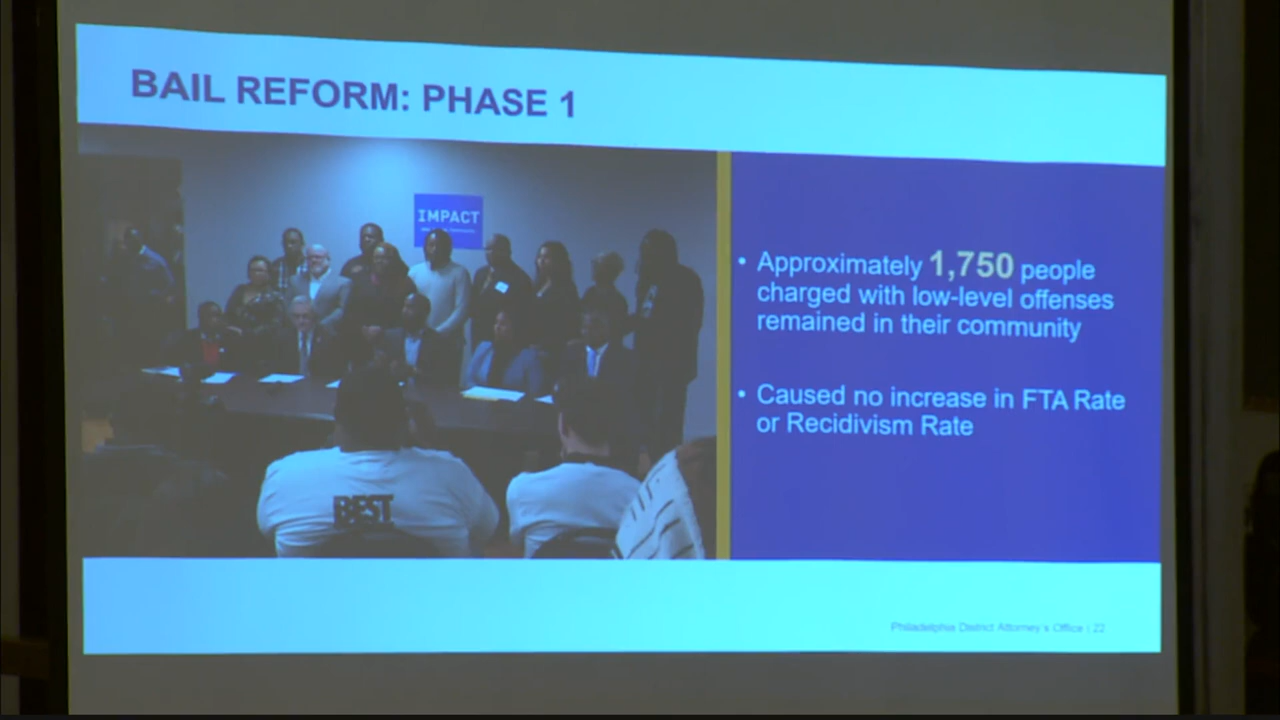 BAIL REFORM: PHASE 1
IMPACT
• Approximately 1,750 people
charged with low-level offenses
remained in their community
• Caused no increase in FTA Rate
or Recidivism Rate
BEST
Philadelphia District Attorney's Office | 22